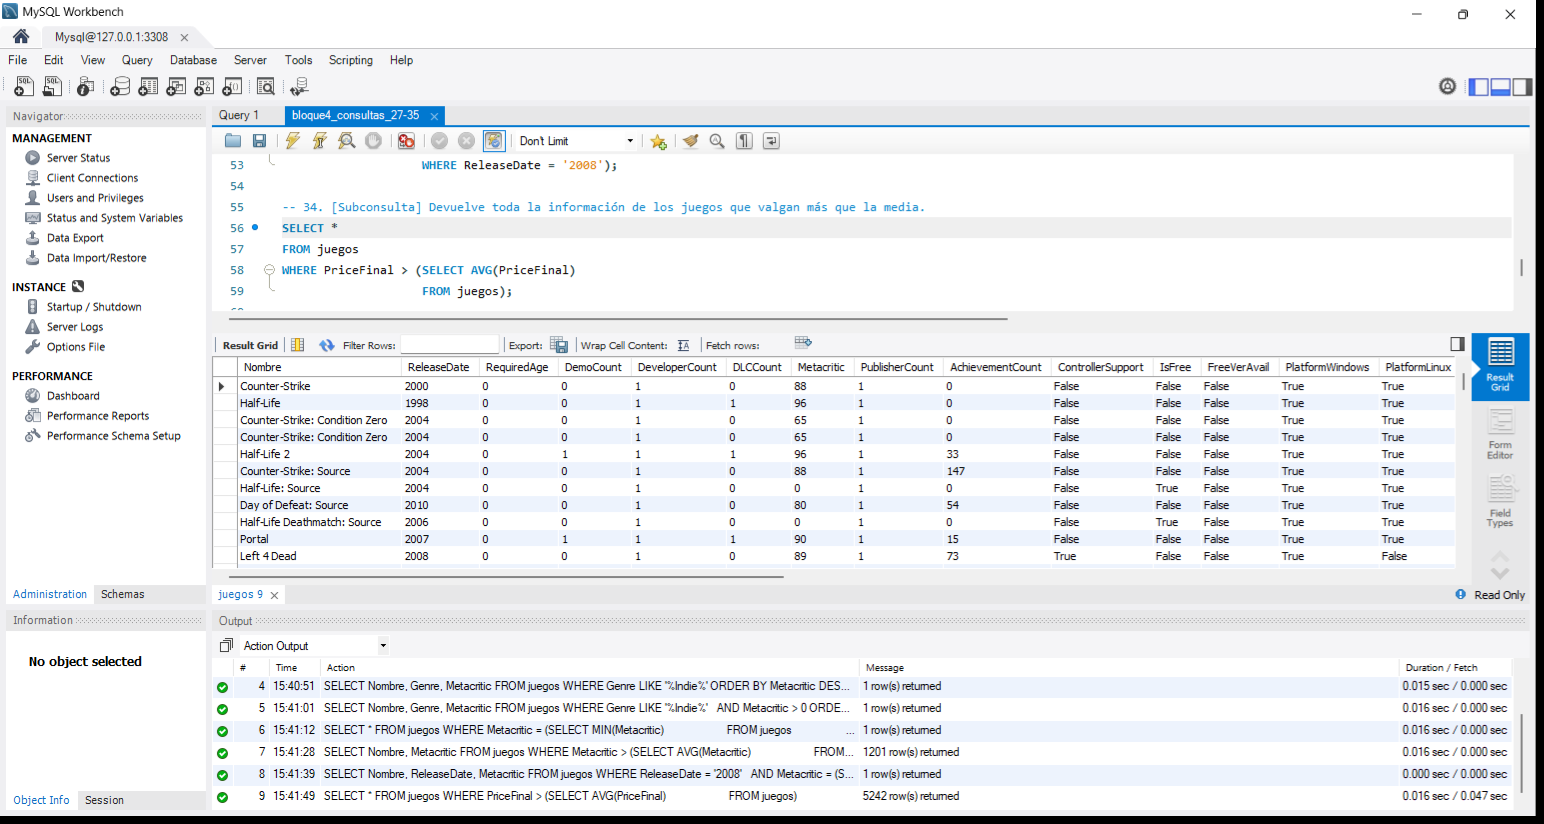 MySQL Workbench
Mysql@127.0.0.1:3308
File Edit View Query Database Server Tools Scripting Help
Navigator
MANAGEMENT
Server Status
Client Connections
Users and Privileges
Status and System Variables
Data Export
Data Import/Restore
INSTANCE
Startup / Shutdown
Server Logs
Options File
PERFORMANCE
Dashboard
Performance Reports
Performance Schema Setup
Administration Schemas
Information
No object selected
Object Info Session
Query 1 bloque4_consultas_27-35
Don't Limit
53 WHERE ReleaseDate = '2008');
54
55 -- 34. [Subconsulta] Devuelve toda la información de los juegos que valgan más que la media.
56 SELECT *
57 FROM juegos
58 WHERE PriceFinal > (SELECT AVG(PriceFinal)
59 FROM juegos);
Result Grid Filter Rows: Export: Wrap Cell Content: Fetch rows:
Nombre ReleaseDate RequiredAge DemoCount DeveloperCount DLCCount Metacritic PublisherCount AchievementCount ControllerSupport IsFree FreeVerAvail PlatformWindows PlatformLinux
Counter-Strike 2000 0 0 1 0 88 1 0 False False False True True
Half-Life 1998 0 0 1 1 96 1 0 False False False True True
Counter-Strike: Condition Zero 2004 0 0 1 0 65 1 0 False False False True True
Counter-Strike: Condition Zero 2004 0 0 1 0 65 1 0 False False False True True
Half-Life 2 2004 0 1 1 1 96 1 33 False False False True True
Counter-Strike: Source 2004 0 0 1 0 88 1 147 False False False True True
Half-Life: Source 2004 0 0 1 0 0 1 0 False True False True True
Day of Defeat: Source 2010 0 0 1 0 80 1 54 False False False True True
Half-Life Deathmatch: Source 2006 0 0 1 0 0 1 0 False True False True True
Portal 2007 0 1 1 1 90 1 15 False False False True True
Left 4 Dead 2008 0 0 1 0 89 1 73 True False False True False
Result Grid
Form Editor
Field Types
juegos 9
Read Only
Output
Action Output
# Time Action Message Duration / Fetch
4 15:40:51 SELECT Nombre, Genre, Metacritic FROM juegos WHERE Genre LIKE '%Indie%' ORDER BY Metacritic DES... 1 row(s) returned 0.015 sec / 0.000 sec
5 15:41:01 SELECT Nombre, Genre, Metacritic FROM juegos WHERE Genre LIKE '%Indie%' AND Metacritic > 0 ORDE... 1 row(s) returned 0.016 sec / 0.000 sec
6 15:41:12 SELECT * FROM juegos WHERE Metacritic = (SELECT MIN(Metacritic) FROM juegos ... 1 row(s) returned 0.016 sec / 0.000 sec
7 15:41:28 SELECT Nombre, Metacritic FROM juegos WHERE Metacritic > (SELECT AVG(Metacritic) FROM... 1201 row(s) returned 0.016 sec / 0.000 sec
8 15:41:39 SELECT Nombre, ReleaseDate, Metacritic FROM juegos WHERE ReleaseDate = '2008' AND Metacritic = (S... 1 row(s) returned 0.000 sec / 0.000 sec
9 15:41:49 SELECT * FROM juegos WHERE PriceFinal > (SELECT AVG(PriceFinal) FROM juegos) 5242 row(s) returned 0.016 sec / 0.047 sec